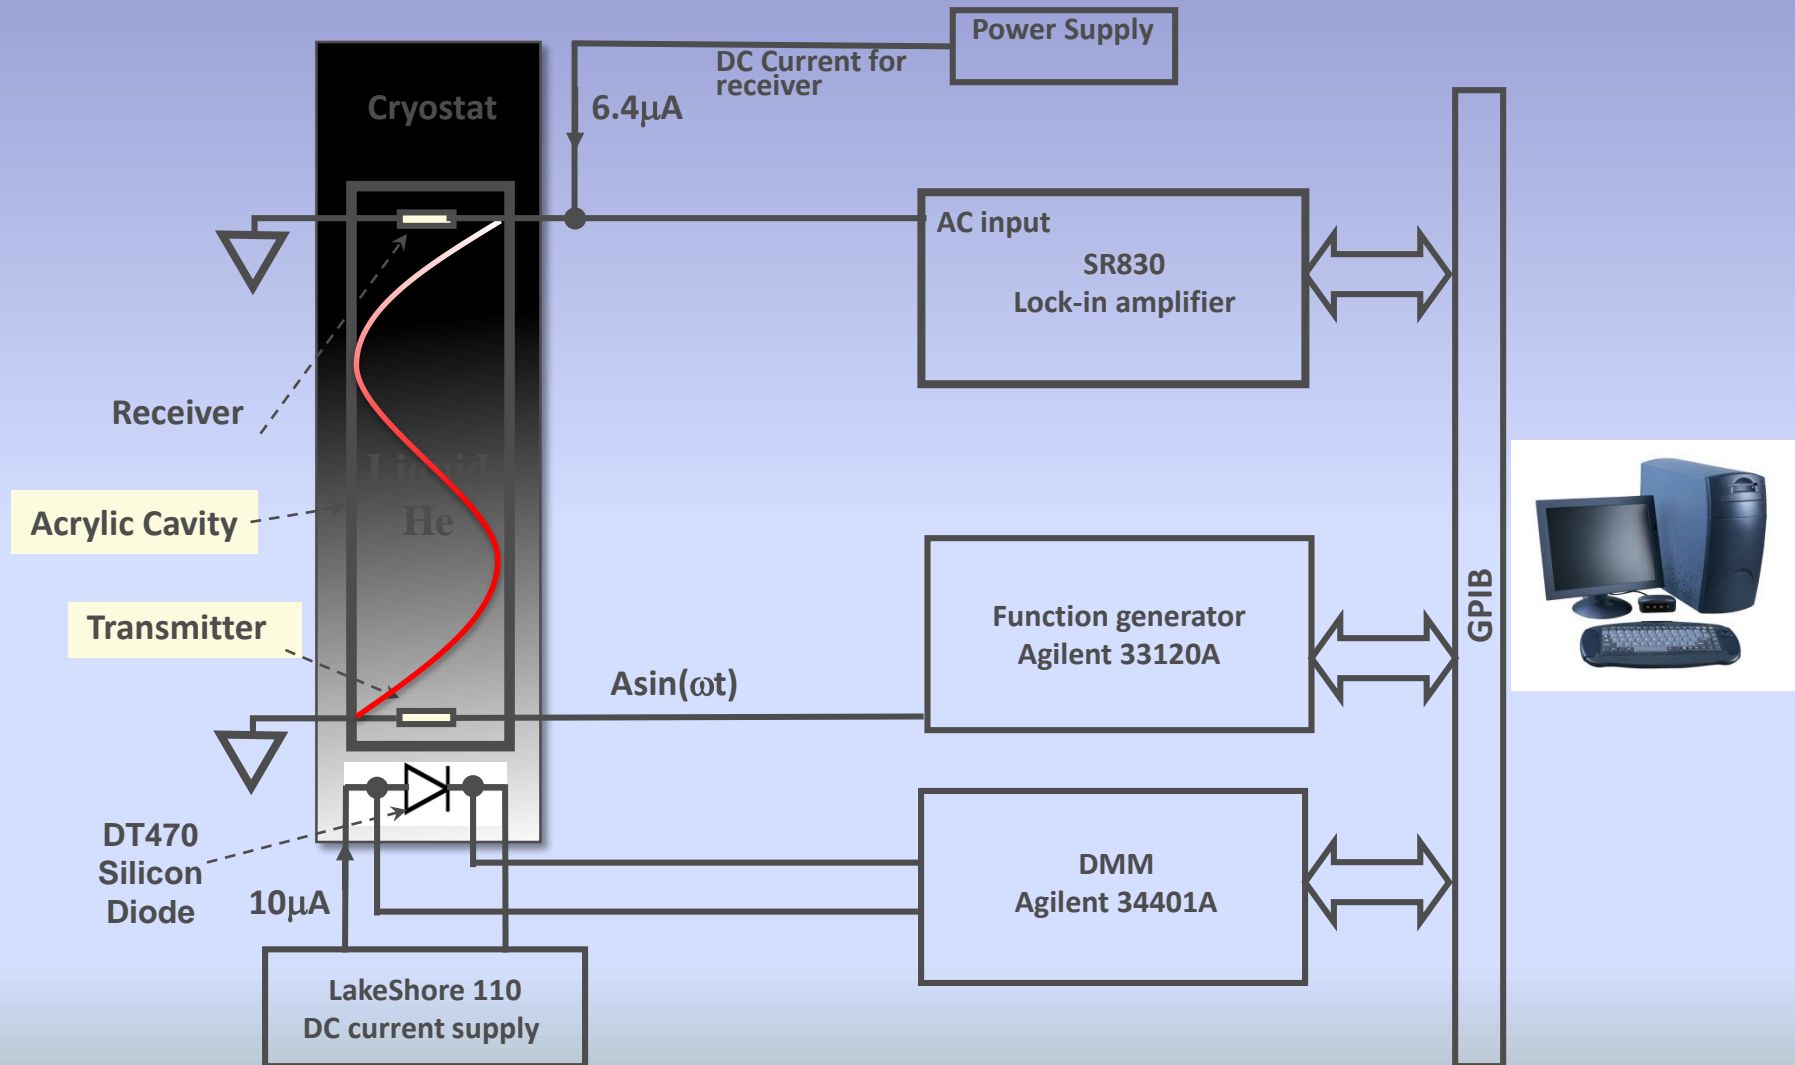 Power Supply
DC Current for
receiver
Cryostat
6.4μA
AC input
SR830
Lock-in amplifier
Receiver
Liquid
He
Acrylic Cavity
Transmitter
Asin(ωt)
Function generator
Agilent 33120A
GPIB
DT470
Silicon
Diode
10μA
DMM
Agilent 34401A
LakeShore 110
DC current supply